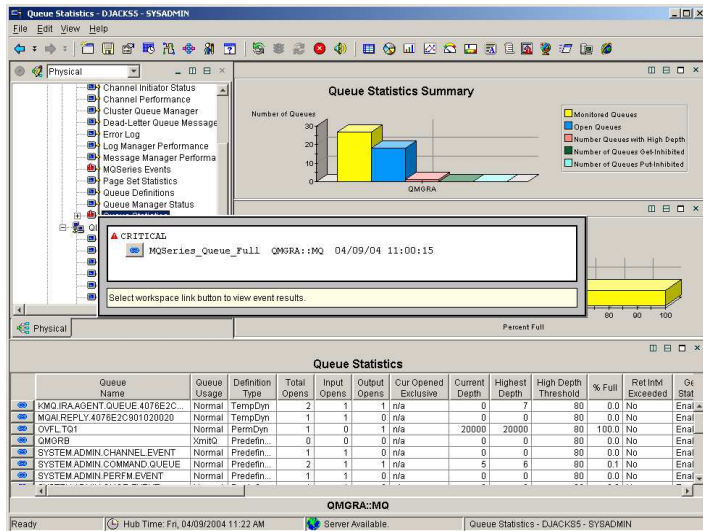 Queue Statistics - DJACKS5 - SYSADMIN
File Edit View Help
Physical
Channel Initiator Status
Channel Performance
Cluster Queue Manager
Dead-Letter Queue Message
Error Log
Log Manager Performance
Message Manager Performa
MQSeries Events
Page Set Statistics
Queue Definitions
Queue Manager Status
Queue Statistics
Physical
Queue Statistics Summary
Number of Queues
30
20
10
0
QMGRA
Monitored Queues
Open Queues
Number Queues with High Depth
Number of Queues Get-Inhibited
Number of Queues Put-Inhibited
CRITICAL
MQSeries_Queue_Full QMGRA::MQ 04/09/04 11:00:15
Select workspace link button to view event results.
80 90 100
Percent Full
Queue Statistics
Queue Name Queue Usage Definition Type Total Opens Input Opens Output Opens Cur Opened Exclusive Current Depth Highest Depth High Depth Threshold % Full Ret Intvl Exceeded Ge Stat
KMQ.IRA.AGENT.QUEUE.4076E2C... Normal TempDyn 2 1 1 n/a 0 7 80 0.0 No Enal
MQAI.REPLY.4076E2C901020020 Normal TempDyn 1 1 0 n/a 0 1 80 0.0 No Enal
OVFL.TQ1 Normal PermDyn 1 0 1 n/a 20000 20000 80 100.0 No Enal
QMGRB XmitQ Predefin... 0 0 0 n/a 0 0 80 0.0 No Enal
SYSTEM.ADMIN.CHANNEL.EVENT Normal Predefin... 1 1 0 n/a 0 0 80 0.0 No Enal
SYSTEM.ADMIN.COMMAND.QUEUE Normal Predefin... 2 1 1 n/a 5 6 80 0.1 No Enal
SYSTEM.ADMIN.PERFM.EVENT Normal Predefin... 1 1 0 n/a 0 0 80 0.0 No Enal
QMGRA::MQ
Ready Hub Time: Fri, 04/09/2004 11:22 AM Server Available. Queue Statistics - DJACKS5 - SYSADMIN